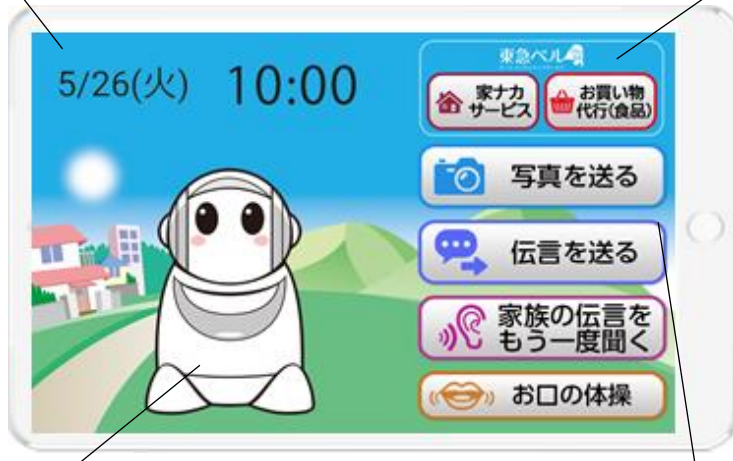 5/26(火) 10:00
東急ベル
家ナカ
サービス
お買い物
代行(食品)
写真を送る
伝言を送る
家族の伝言を
もう一度聞く
お口の体操